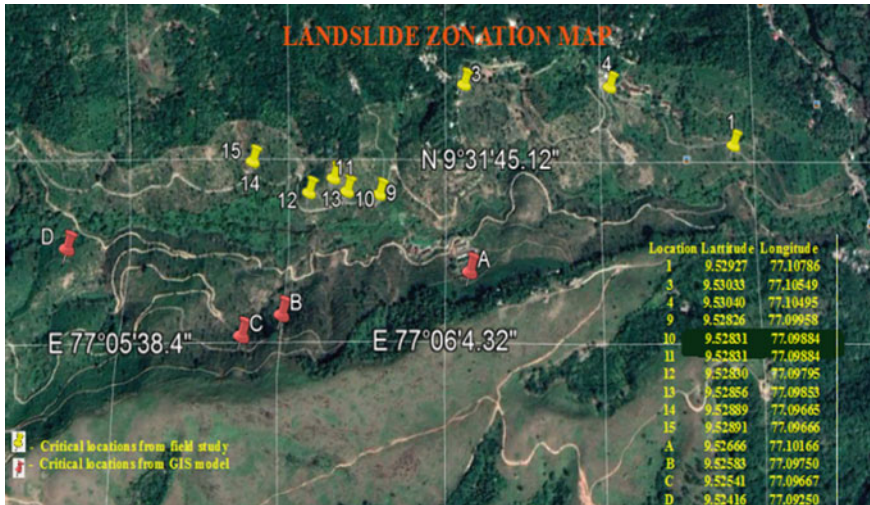 LANDSLIDE ZONATION MAP
3
4
1
15
11
N 9°31'45.12"
14
12
13
10
9
D
A
B
C
E 77°05'38.4"
E 77°06'4.32"
Location Lattitude Longitude
1 9.52927 77.10786
3 9.53033 77.10549
4 9.53040 77.10495
9 9.52826 77.09958
10 9.52831 77.09884
11 9.52831 77.09884
12 9.52830 77.09795
13 9.52856 77.09853
14 9.52889 77.09665
15 9.52891 77.09666
A 9.52666 77.10166
B 9.52583 77.09750
C 9.52541 77.09667
D 9.52416 77.09250
- Critical locations from field study
- Critical locations from GIS model